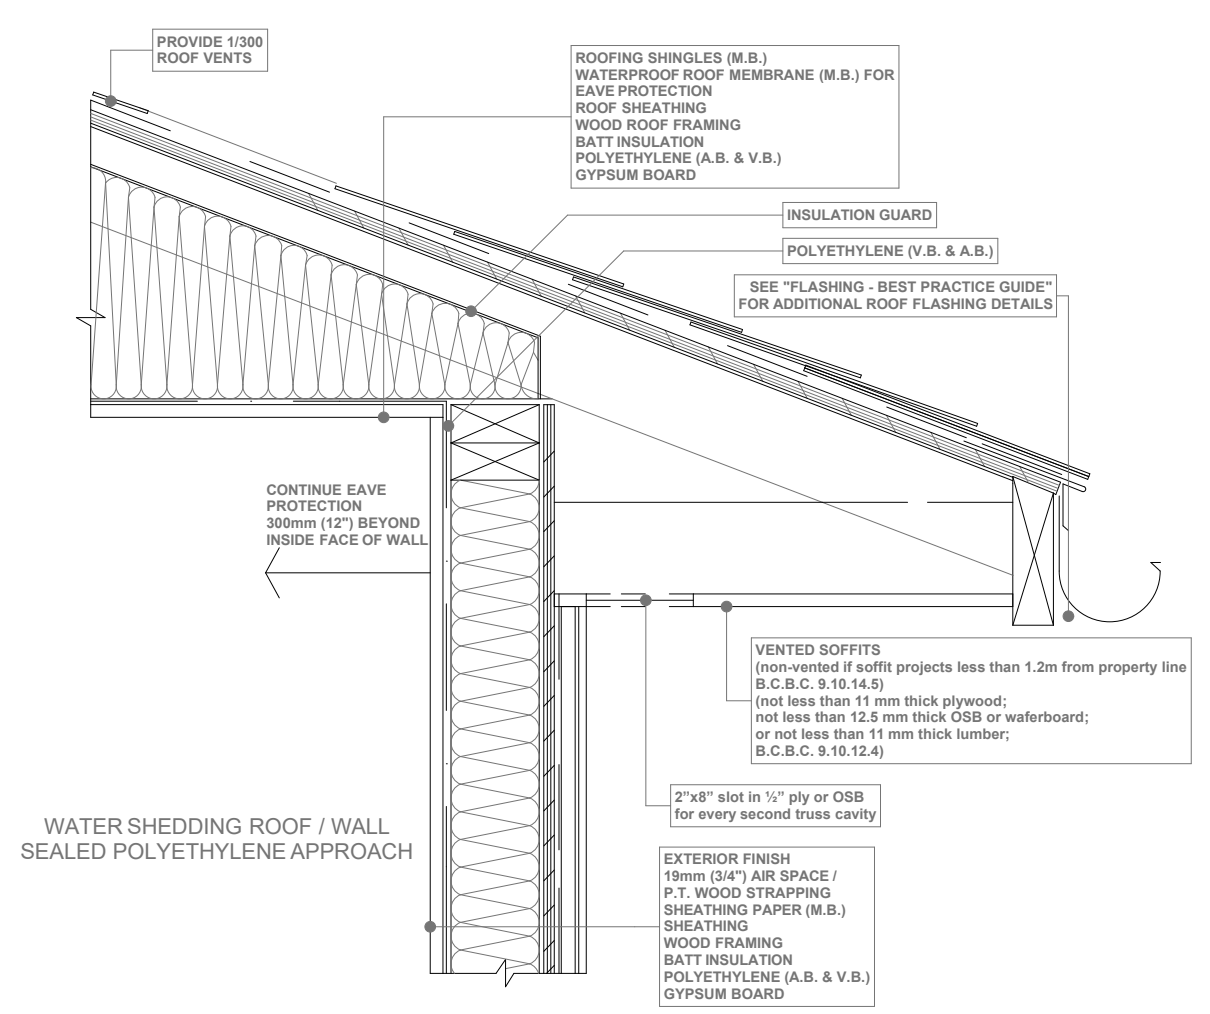 PROVIDE 1/300
ROOF VENTS
ROOFING SHINGLES (M.B.)
WATERPROOF ROOF MEMBRANE (M.B.) FOR
EAVE PROTECTION
ROOF SHEATHING
WOOD ROOF FRAMING
BATT INSULATION
POLYETHYLENE (A.B. & V.B.)
GYPSUM BOARD
INSULATION GUARD
POLYETHYLENE (V.B. & A.B.)
SEE "FLASHING - BEST PRACTICE GUIDE"
FOR ADDITIONAL ROOF FLASHING DETAILS
CONTINUE EAVE
PROTECTION
300mm (12") BEYOND
INSIDE FACE OF WALL
VENTED SOFFITS
(non-vented if soffit projects less than 1.2m from property line
B.C.B.C. 9.10.14.5)
(not less than 11 mm thick plywood;
not less than 12.5 mm thick OSB or waferboard;
or not less than 11 mm thick lumber;
B.C.B.C. 9.10.12.4)
2”x8” slot in ½” ply or OSB
for every second truss cavity
WATER SHEDDING ROOF / WALL
SEALED POLYETHYLENE APPROACH
EXTERIOR FINISH
19mm (3/4") AIR SPACE /
P.T. WOOD STRAPPING
SHEATHING PAPER (M.B.)
SHEATHING
WOOD FRAMING
BATT INSULATION
POLYETHYLENE (A.B. & V.B.)
GYPSUM BOARD